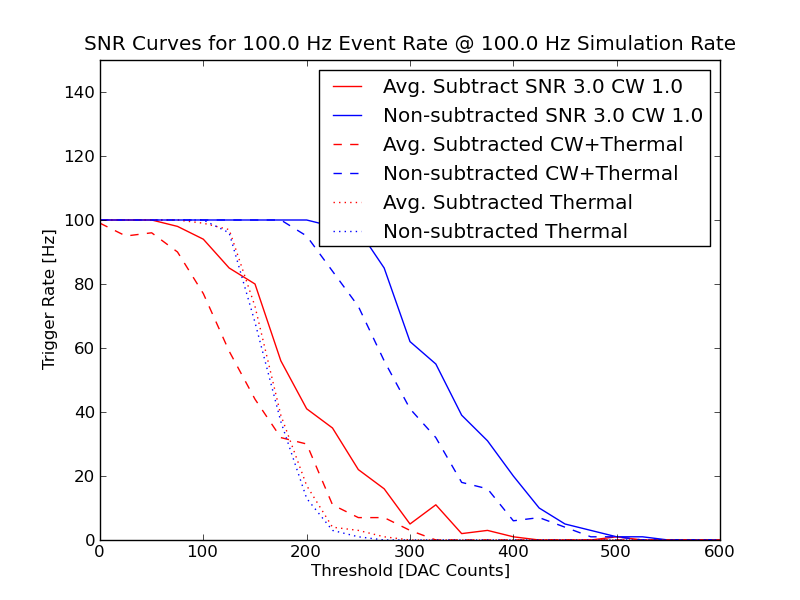 SNR Curves for 100.0 Hz Event Rate @ 100.0 Hz Simulation Rate
Avg. Subtract SNR 3.0 CW 1.0
Non-subtracted SNR 3.0 CW 1.0
Avg. Subtracted CW+Thermal
Non-subtracted CW+Thermal
Avg. Subtracted Thermal
Non-subtracted Thermal
Trigger Rate [Hz]
140
120
100
80
60
40
20
0
0 100 200 300 400 500 600
Threshold [DAC Counts]